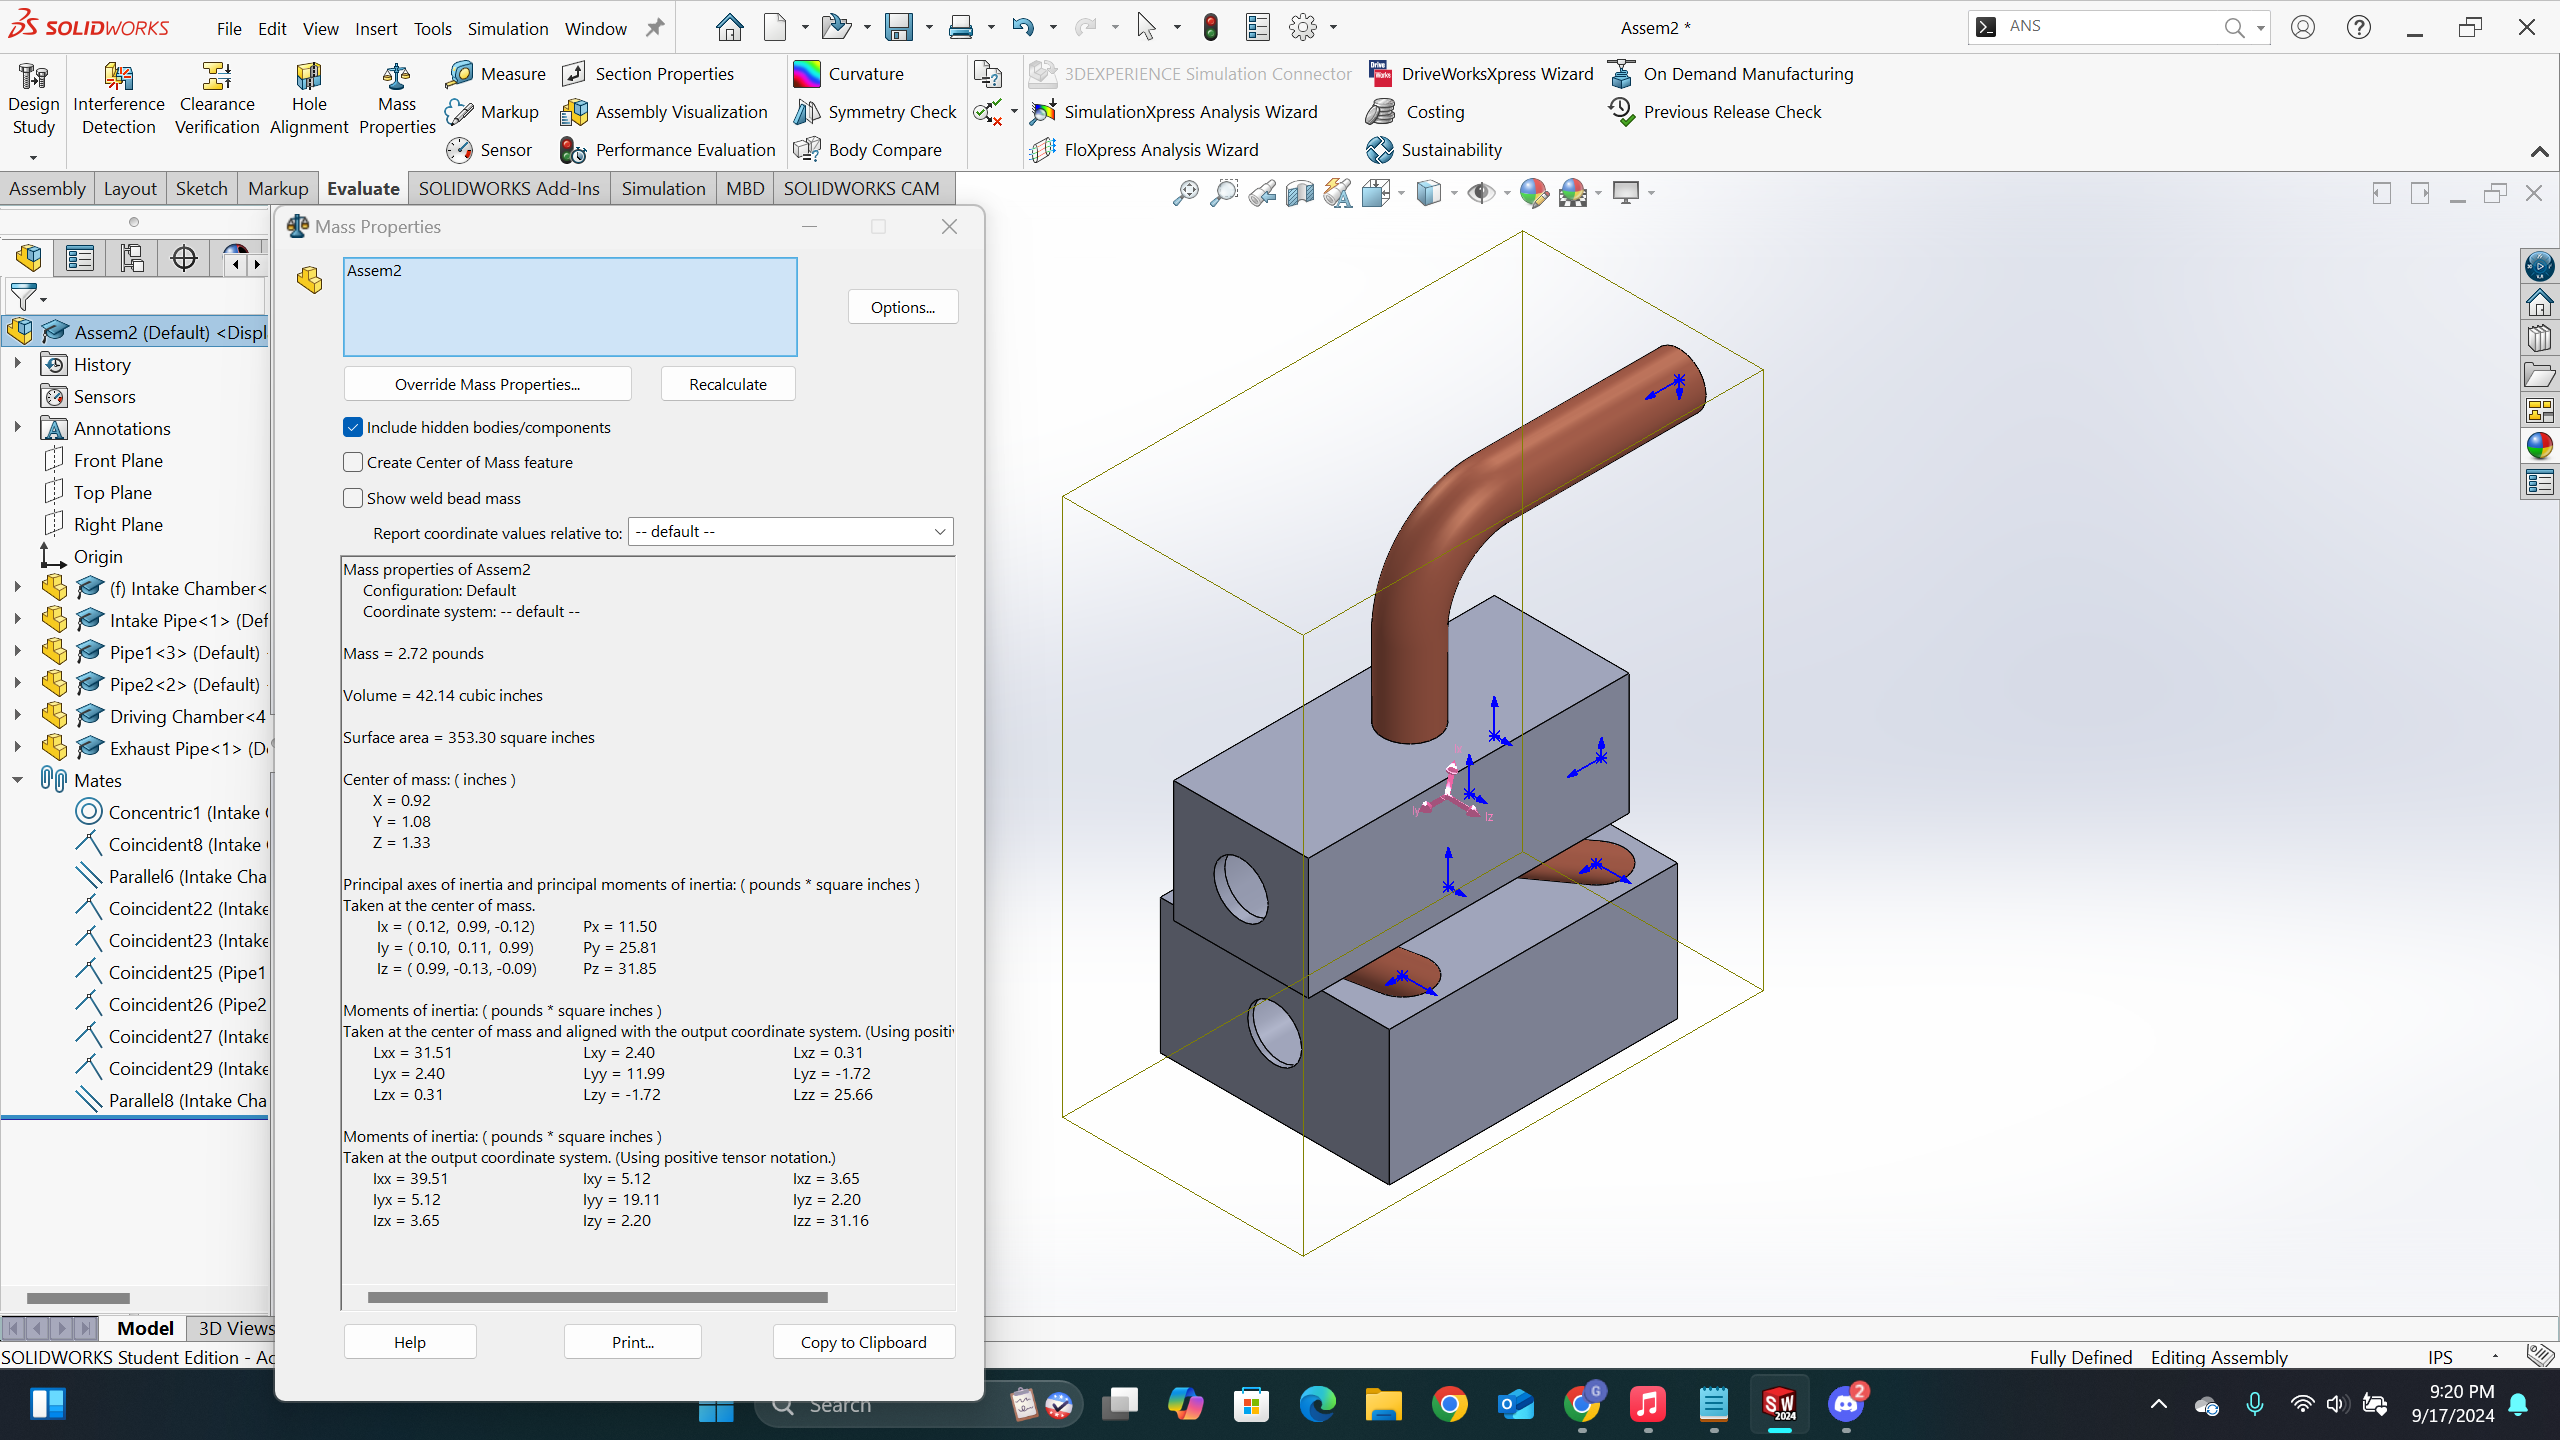 SOLIDWORKS
File Edit View Insert Tools Simulation Window
Assem2 *
ANS
Design Study
Interference Detection
Clearance Verification
Hole Alignment
Mass Properties
Measure
Markup
Sensor
Section Properties
Assembly Visualization
Performance Evaluation
Curvature
Symmetry Check
Body Compare
3DEXPERIENCE Simulation Connector
SimulationXpress Analysis Wizard
FloXpress Analysis Wizard
DriveWorksXpress Wizard
Costing
Sustainability
On Demand Manufacturing
Previous Release Check
Assembly Layout Sketch Markup Evaluate SOLIDWORKS Add-Ins Simulation MBD SOLIDWORKS CAM
Assem2 (Default) <Displ
History
Sensors
Annotations
Front Plane
Top Plane
Right Plane
Origin
(f) Intake Chamber<
Intake Pipe<1> (Def
Pipe1<3> (Default)
Pipe2<2> (Default)
Driving Chamber<4
Exhaust Pipe<1> (D
Mates
Concentric1 (Intake
Coincident8 (Intake
Parallel6 (Intake Cha
Coincident22 (Intake
Coincident23 (Intake
Coincident25 (Pipe1
Coincident26 (Pipe2
Coincident27 (Intake
Coincident29 (Intake
Parallel8 (Intake Cha
Mass Properties
Assem2
Options...
Override Mass Properties... Recalculate
Include hidden bodies/components
Create Center of Mass feature
Show weld bead mass
Report coordinate values relative to: -- default --
Mass properties of Assem2
Configuration: Default
Coordinate system: -- default --
Mass = 2.72 pounds
Volume = 42.14 cubic inches
Surface area = 353.30 square inches
Center of mass: ( inches )
X = 0.92
Y = 1.08
Z = 1.33
Principal axes of inertia and principal moments of inertia: ( pounds * square inches )
Taken at the center of mass.
Ix = ( 0.12, 0.99, -0.12) Px = 11.50
Iy = ( 0.10, 0.11, 0.99) Py = 25.81
Iz = ( 0.99, -0.13, -0.09) Pz = 31.85
Moments of inertia: ( pounds * square inches )
Taken at the center of mass and aligned with the output coordinate system. (Using positi
Lxx = 31.51 Lxy = 2.40 Lxz = 0.31
Lyx = 2.40 Lyy = 11.99 Lyz = -1.72
Lzx = 0.31 Lzy = -1.72 Lzz = 25.66
Moments of inertia: ( pounds * square inches )
Taken at the output coordinate system. (Using positive tensor notation.)
Ixx = 39.51 Ixy = 5.12 Ixz = 3.65
Iyx = 5.12 Iyy = 19.11 Iyz = 2.20
Izx = 3.65 Izy = 2.20 Izz = 31.16
Help Print... Copy to Clipboard
Iy
Iz
Model 3D Views
SOLIDWORKS Student Edition - Ac
Fully Defined Editing Assembly IPS
Search
G
SW 2024
2
9:20 PM
9/17/2024